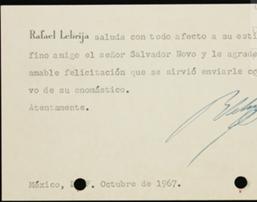 Rafael Lebrija saluda con todo afecto a su esti
fino amigo el señor Salvador Novo y le agrade
amable felicitación que se sirvió enviarle co
vo de su onomástico.
Atentamente.
México, D. F. Octubre de 1967.